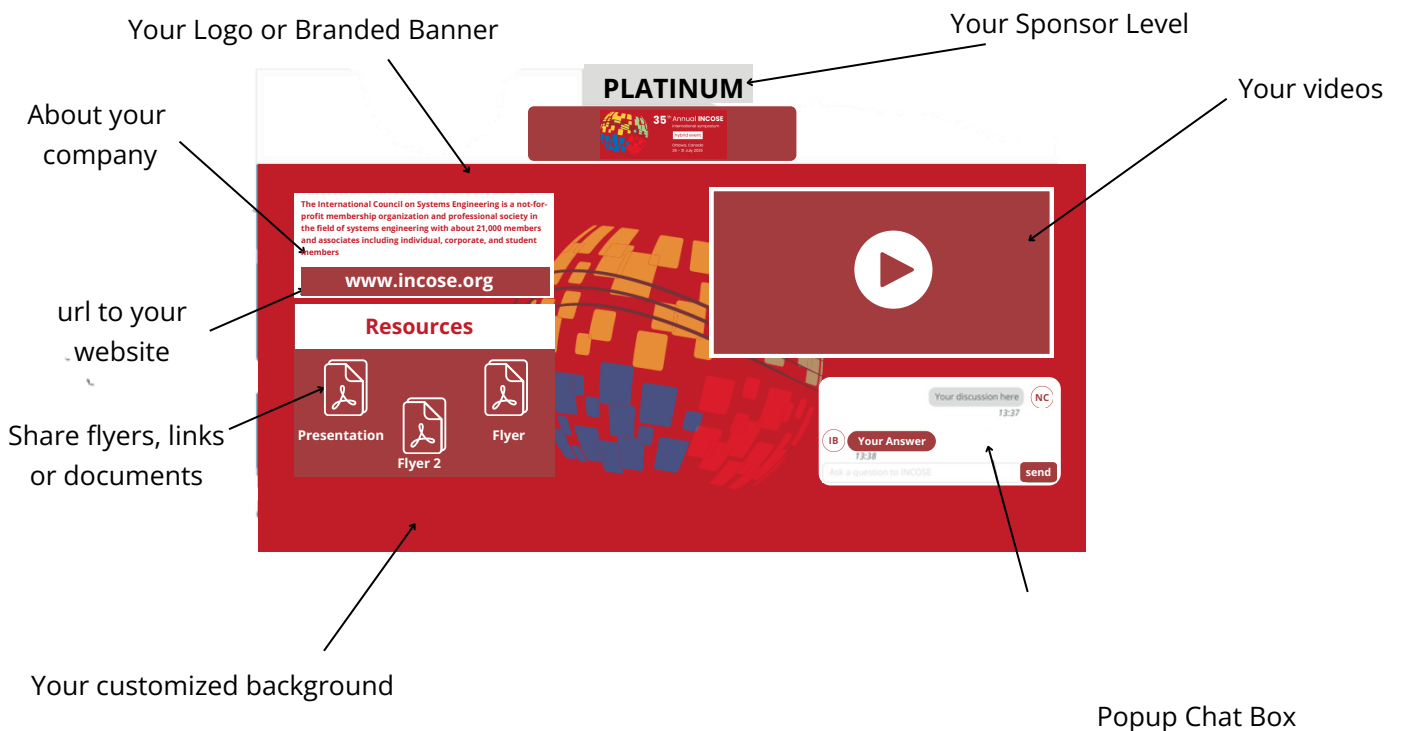 Your Logo or Branded Banner
Your Sponsor Level
PLATINUM
Your videos
About your
company
35th Annual INCOSE
international symposium
hybrid event
Ottawa, Canada
26 - 31 July 2025
The International Council on Systems Engineering is a not-for-
profit membership organization and professional society in
the field of systems engineering with about 21,000 members
and associates including individual, corporate, and student
members
www.incose.org
url to your
website
Resources
Presentation
Flyer 2
Flyer
Share flyers, links
or documents
Your discussion here
NC
13:37
IB
Your Answer
13:38
Ask a question to INCOSE
send
Your customized background
Popup Chat Box